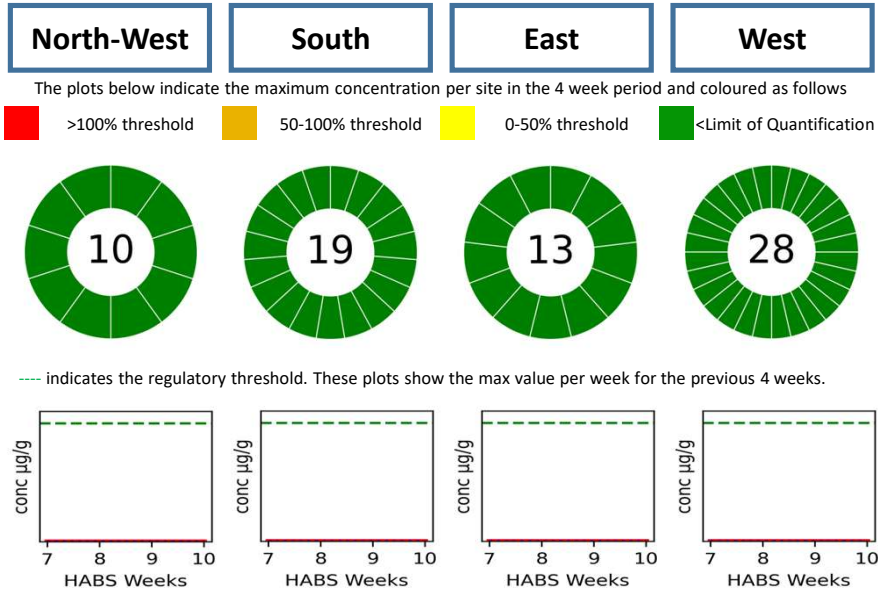 North-West South East West
The plots below indicate the maximum concentration per site in the 4 week period and coloured as follows
>100% threshold 50-100% threshold 0-50% threshold <Limit of Quantification
10 19 13 28
---- indicates the regulatory threshold. These plots show the max value per week for the previous 4 weeks.
conc µg/g conc µg/g conc µg/g conc µg/g
7 8 9 10 7 8 9 10 7 8 9 10 7 8 9 10
HABS Weeks HABS Weeks HABS Weeks HABS Weeks